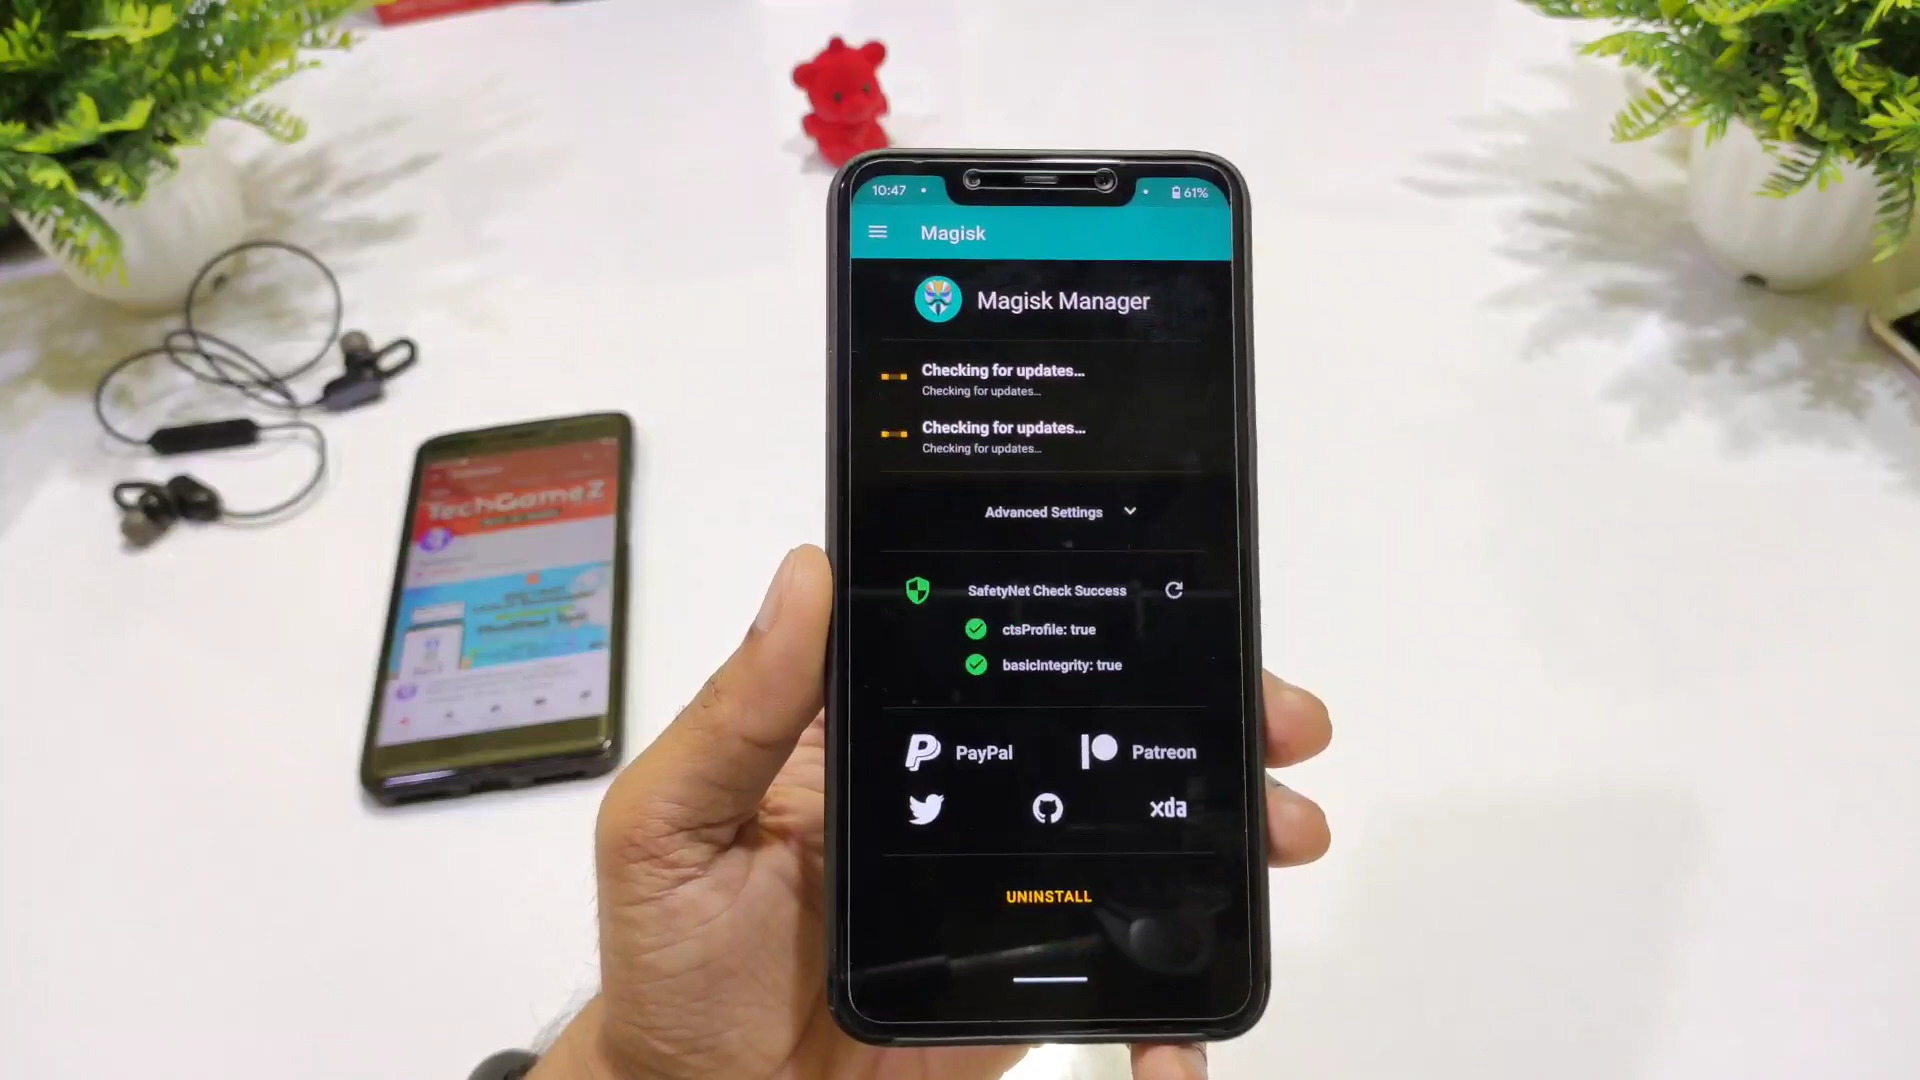 10:47
61%
Magisk
Magisk Manager
Checking for updates...
Checking for updates...
Checking for updates...
Checking for updates...
Advanced Settings
SafetyNet Check Success
ctsProfile: true
basicIntegrity: true
PayPal
Patreon
xda
UNINSTALL
TechGameZ